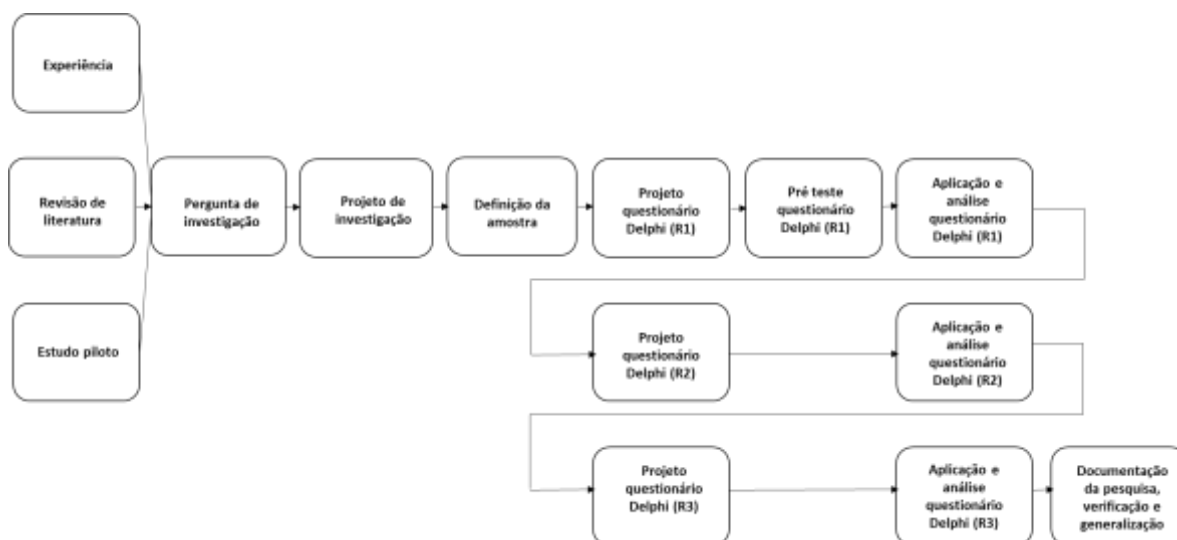 Experiência
Revisão de
literatura
Estudo piloto
Pergunta de
investigação
Projeto de
investigação
Definição da
amostra
Projeto
questionário
Delphi (R1)
Pré teste
questionário
Delphi (R1)
Aplicação e
análise
questionário
Delphi (R1)
Projeto
questionário
Delphi (R2)
Aplicação e
análise
questionário
Delphi (R2)
Projeto
questionário
Delphi (R3)
Aplicação e
análise
questionário
Delphi (R3)
Documentação
da pesquisa,
verificação e
generalização